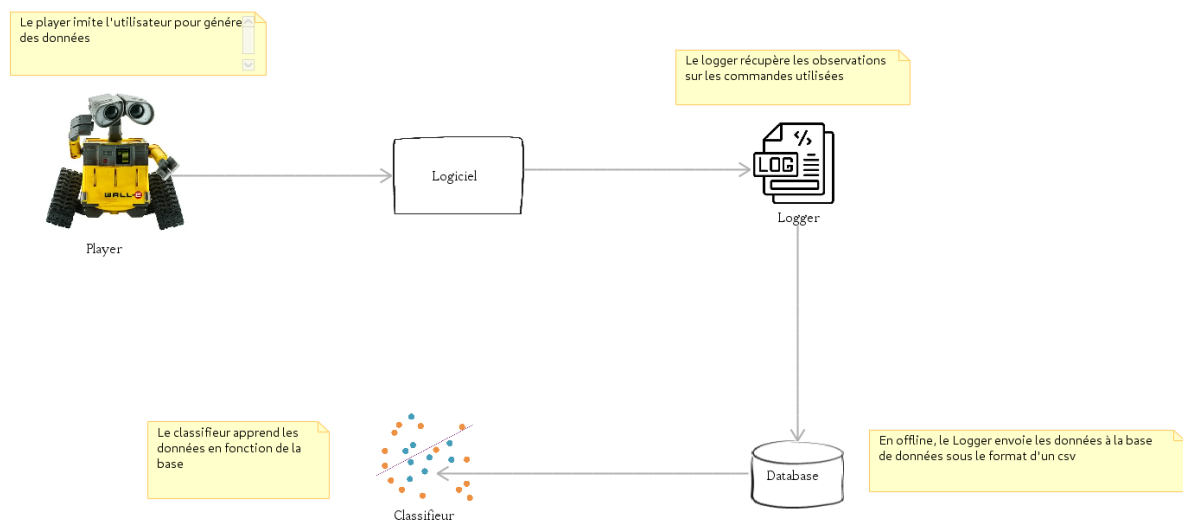 Le player imite l'utilisateur pour génére
des données
Le logger récupère les observations
sur les commandes utilisées
</>
LOG
Logiciel
WALL-E
Logger
Player
Le classifieur apprend les
données en fonction de la
base
En offline, le Logger envoie les données à la base
de données sous le format d'un csv
Database
Classifieur